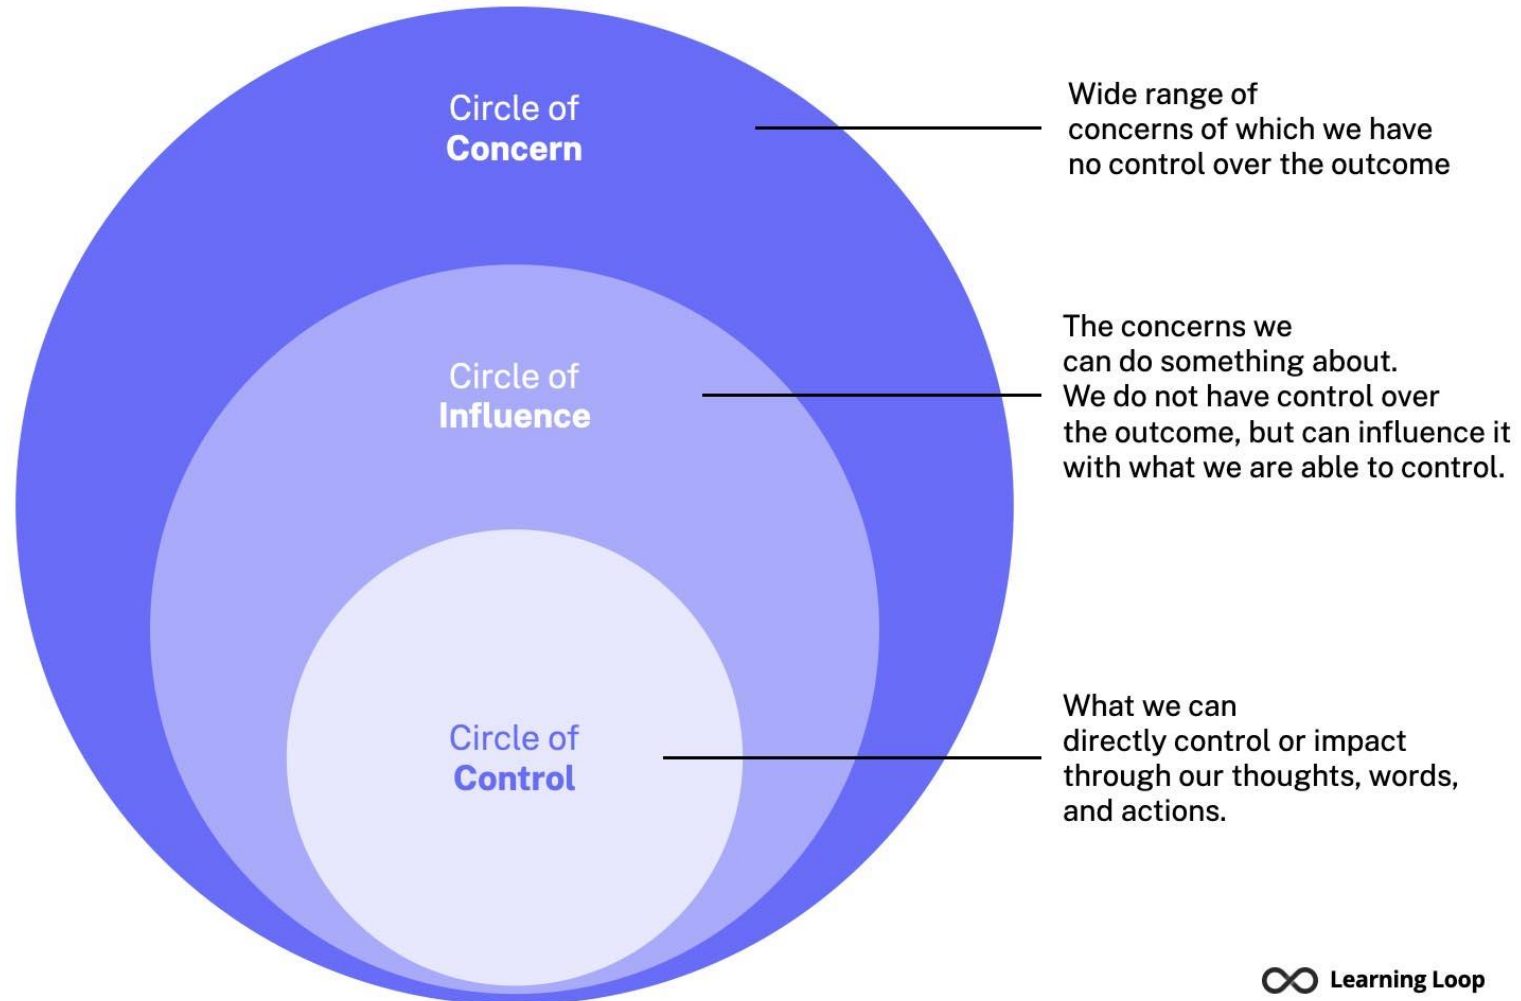 Circle of
Concern
Wide range of
concerns of which we have
no control over the outcome
Circle of
Influence
The concerns we
can do something about.
We do not have control over
the outcome, but can influence it
with what we are able to control.
Circle of
Control
What we can
directly control or impact
through our thoughts, words,
and actions.
Learning Loop